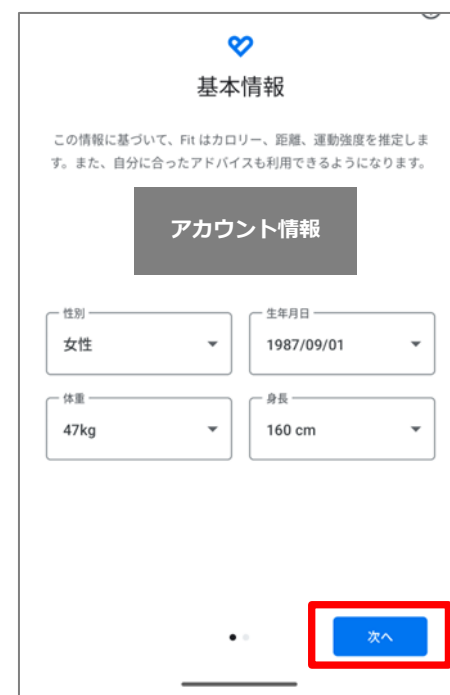 基本情報
この情報に基づいて、Fit はカロリー、距離、運動強度を推定しま
す。また、自分に合ったアドバイスも利用できるようになります。
アカウント情報
性別
女性
生年月日
1987/09/01
体重
47kg
身長
160 cm
次へ